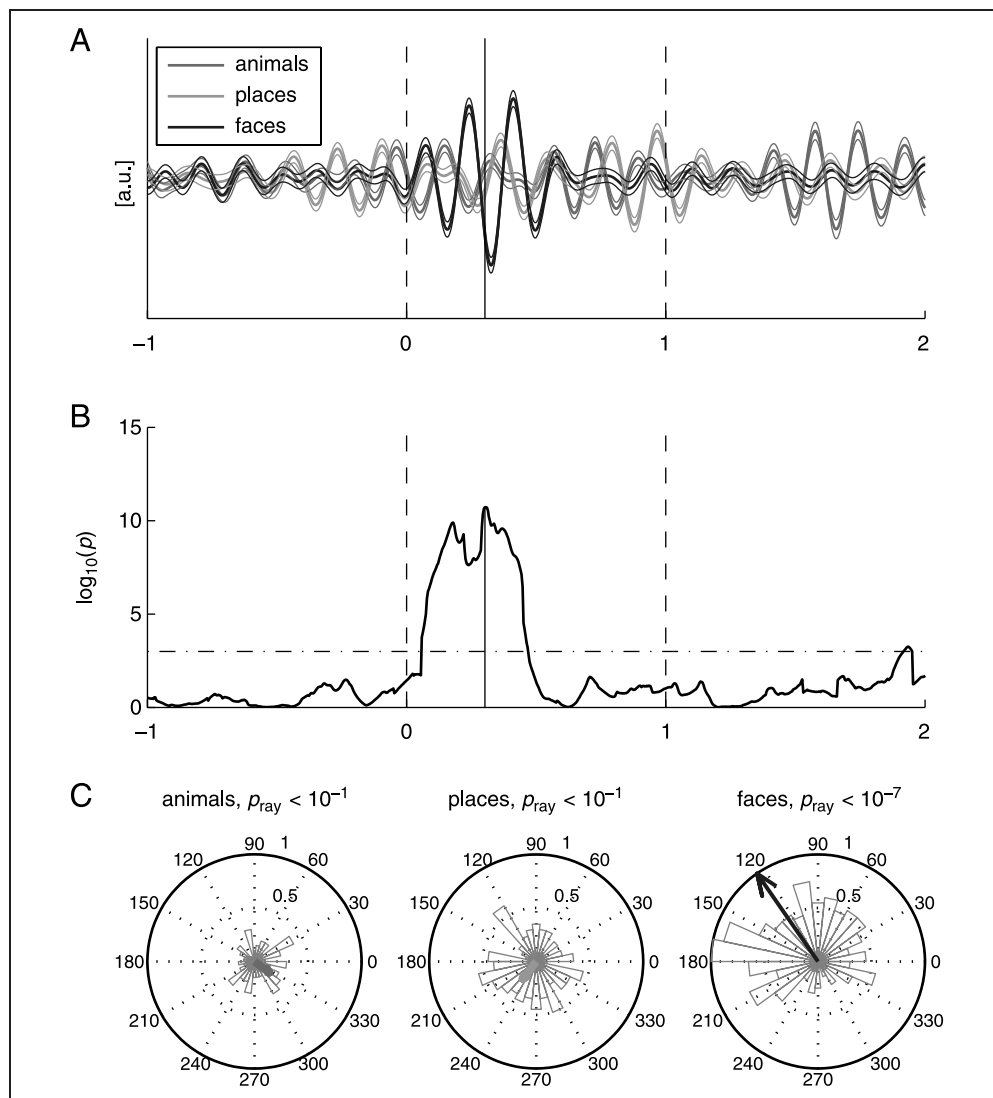 A
animals
places
faces
[a.u.]
−1 0 1 2
B
15
10
5
0
log₁₀(p)
−1 0 1 2
C
animals, pray < 10⁻¹
90 1
120 60
0.5
150 30
180 0
210 330
240 300
270
places, pray < 10⁻¹
90 1
120 60
0.5
150 30
180 0
210 330
240 300
270
faces, pray < 10⁻⁷
90 1
120 60
0.5
150 30
180 0
210 330
240 300
270